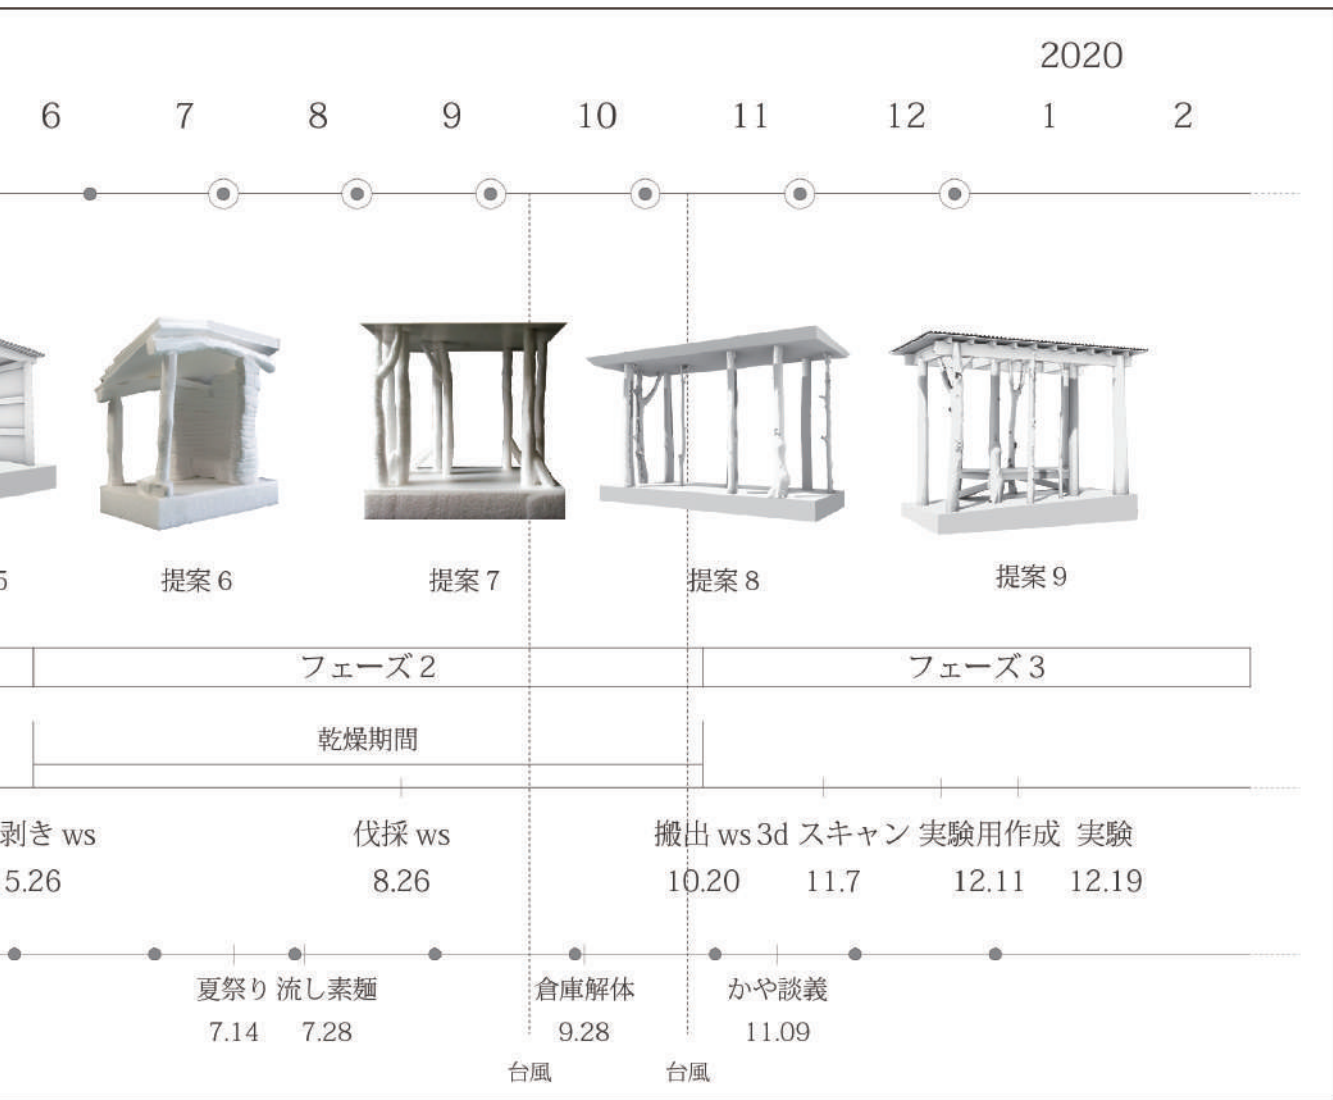 2020
6 7 8 9 10 11 12 1 2
5 提案 6 提案 7 提案 8 提案 9
フェーズ 2 フェーズ 3
乾燥期間
剥き ws 伐採 ws 搬出 ws 3d スキャン 実験用作成 実験
5.26 8.26 10.20 11.7 12.11 12.19
夏祭り 流し素麺 倉庫解体 かや談義
7.14 7.28 9.28 11.09
台風 台風